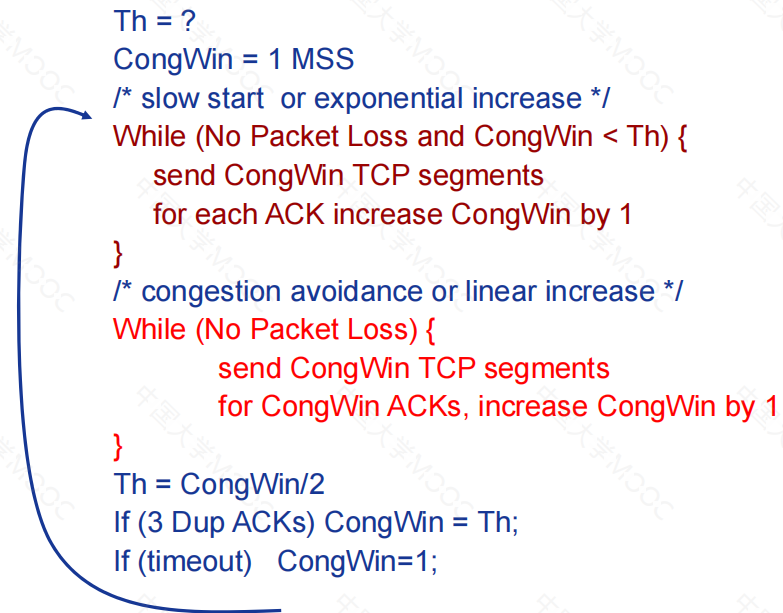 Th = ?
CongWin = 1 MSS
/* slow start or exponential increase */
While (No Packet Loss and CongWin < Th) {
send CongWin TCP segments
for each ACK increase CongWin by 1
}
/* congestion avoidance or linear increase */
While (No Packet Loss) {
send CongWin TCP segments
for CongWin ACKs, increase CongWin by 1
}
Th = CongWin/2
If (3 Dup ACKs) CongWin = Th;
If (timeout) CongWin=1;
中国大学MOOC